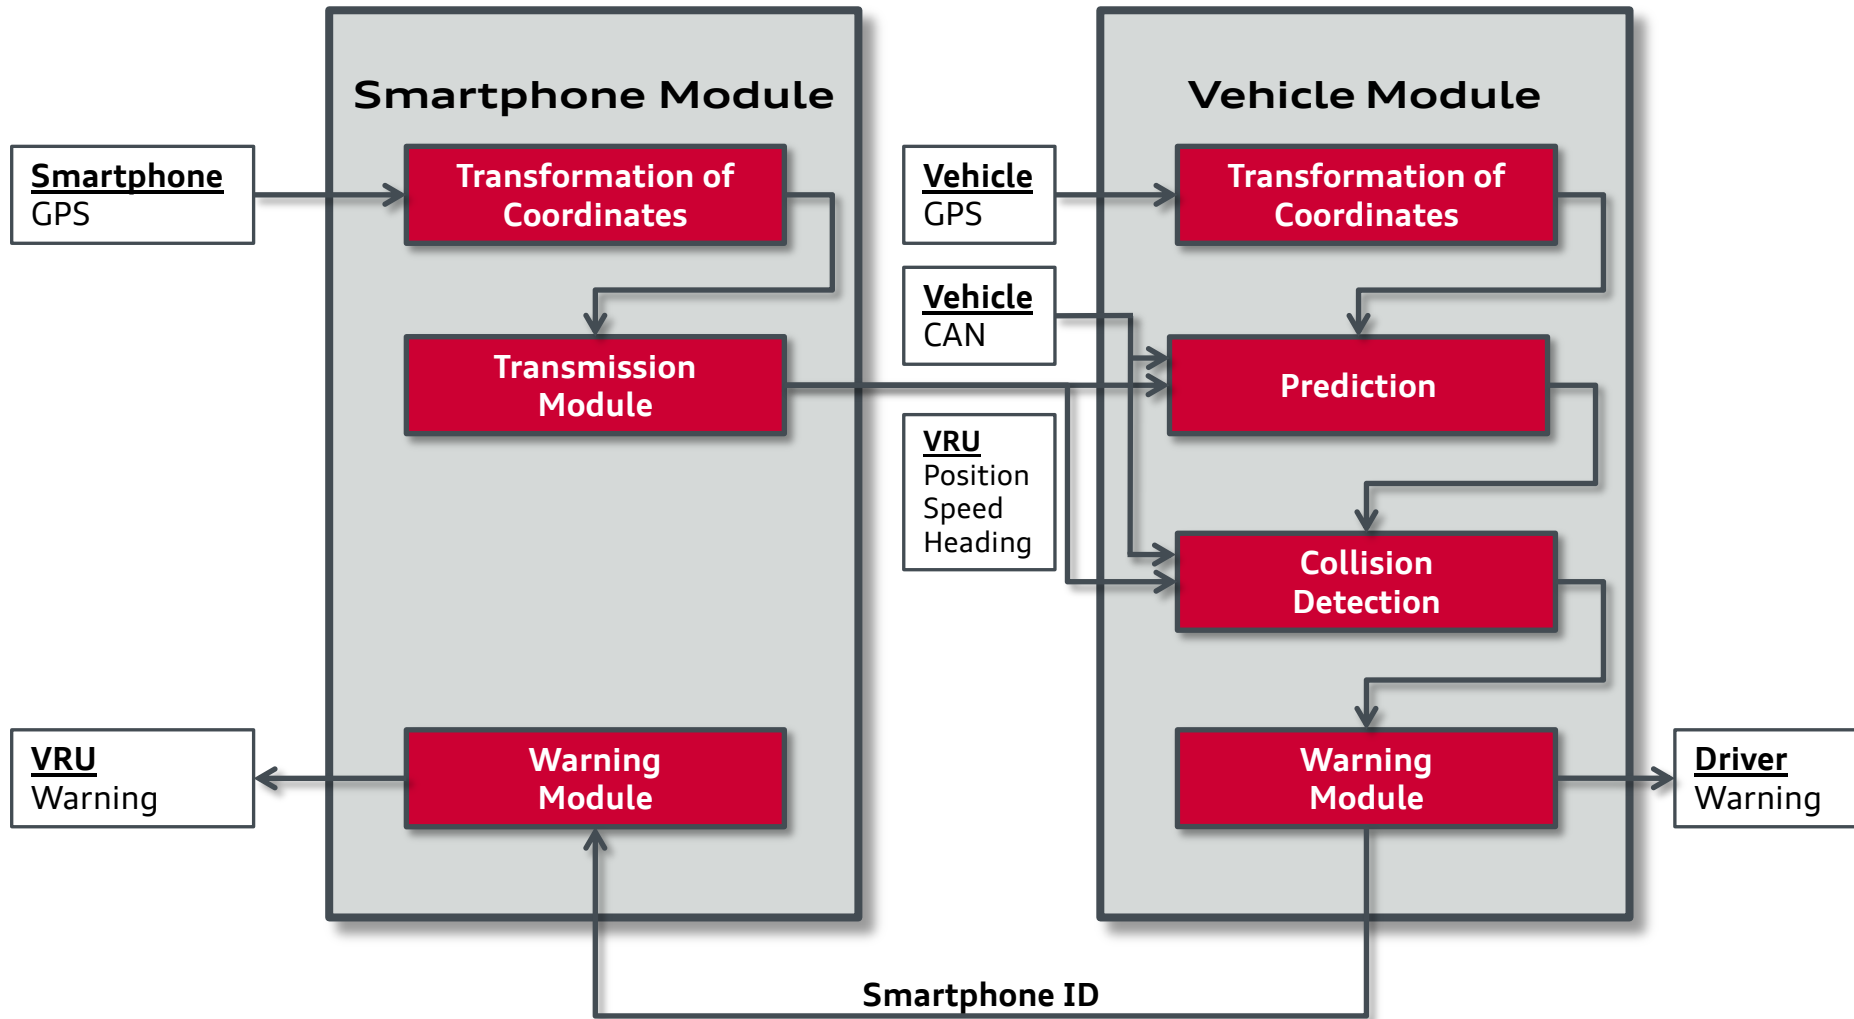 Smartphone Module
Smartphone
GPS
Transformation of
Coordinates
Transmission
Module
VRU
Warning
Warning
Module
Vehicle Module
Vehicle
GPS
Transformation of
Coordinates
Vehicle
CAN
Prediction
VRU
Position
Speed
Heading
Collision
Detection
Warning
Module
Driver
Warning
Smartphone ID